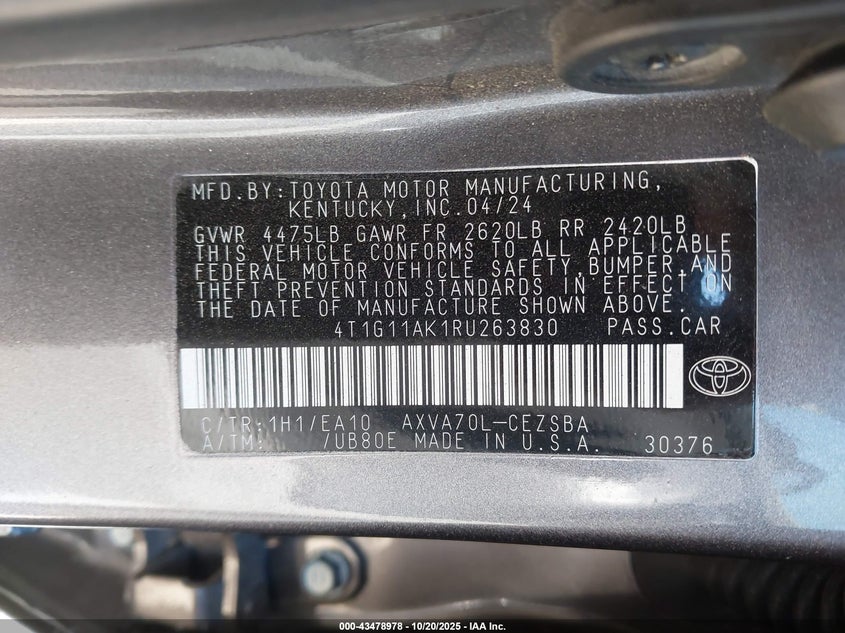 MFD.BY:TOYOTA MOTOR MANUFACTURING,
KENTUCKY,INC.04/24
GVWR 4475LB GAWR FR 2620LB RR 2420LB
THIS VEHICLE CONFORMS TO ALL APPLICABLE
FEDERAL MOTOR VEHICLE SAFETY,BUMPER,AND
THEFT PREVENTION STANDARDS IN EFFECT ON
THE DATE OF MANUFACTURE SHOWN ABOVE.
4T1G11AK1RU263830 PASS.CAR
C/TR:1H1/EA10 AXVA70L-CEZSBA
A/TM: /UB80E MADE IN U.S.A. 30376
000-43478978 - 10/20/2025 - IAA Inc.